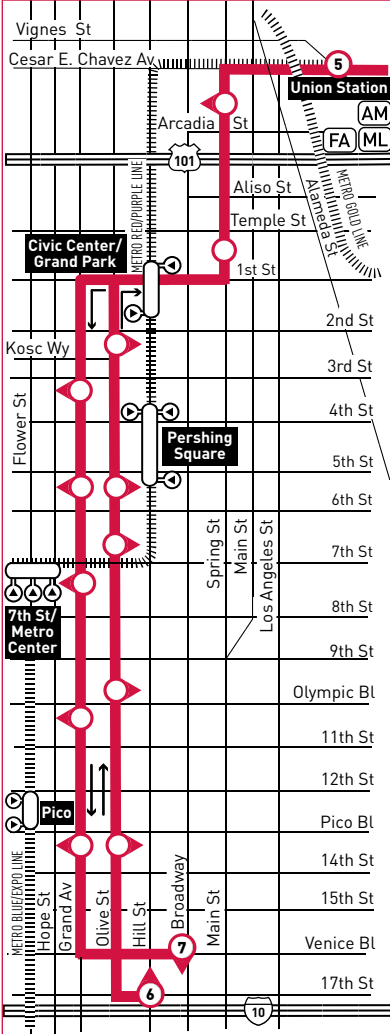 Vignes St
5
Cesar E. Chavez Av
Union Station
AM
FA
ML
Arcadia St
101
METRO RED/PURPLE LINE
METRO GOLD LINE
Alameda St
Aliso St
Temple St
Civic Center/
Grand Park
1st St
2nd St
Kosc Wy
3rd St
Flower St
4th St
Pershing
Square
5th St
6th St
Spring St
Main St
Los Angeles St
7th St
7th St/
Metro
Center
8th St
9th St
Olympic Bl
11th St
12th St
Pico
Pico Bl
14th St
METRO BLUE/EXPO LINE
Hope St
Grand Av
Olive St
Hill St
Broadway
Main St
15th St
7
Venice Bl
6
17th St
10